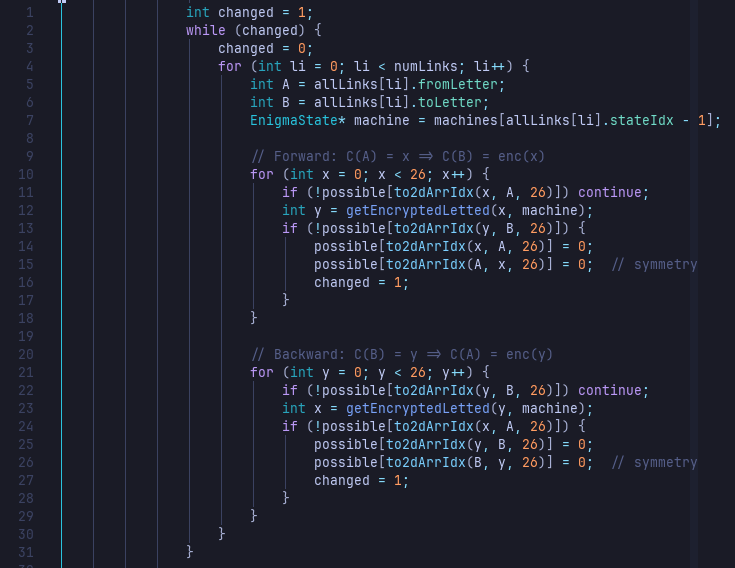 1 int changed = 1;
2 while (changed) {
3 changed = 0;
4 for (int li = 0; li < numLinks; li++) {
5 int A = allLinks[li].fromLetter;
6 int B = allLinks[li].toLetter;
7 EnigmaState* machine = machines[allLinks[li].stateIdx - 1];
8
9 // Forward: C(A) = x => C(B) = enc(x)
10 for (int x = 0; x < 26; x++) {
11 if (!possible[to2dArrIdx(x, A, 26)]) continue;
12 int y = getEncryptedLetted(x, machine);
13 if (!possible[to2dArrIdx(y, B, 26)]) {
14 possible[to2dArrIdx(x, A, 26)] = 0;
15 possible[to2dArrIdx(A, x, 26)] = 0; // symmetry
16 changed = 1;
17 }
18 }
19
20 // Backward: C(B) = y => C(A) = enc(y)
21 for (int y = 0; y < 26; y++) {
22 if (!possible[to2dArrIdx(y, B, 26)]) continue;
23 int x = getEncryptedLetted(y, machine);
24 if (!possible[to2dArrIdx(x, A, 26)]) {
25 possible[to2dArrIdx(y, B, 26)] = 0;
26 possible[to2dArrIdx(B, y, 26)] = 0; // symmetry
27 changed = 1;
28 }
29 }
30 }
31 }